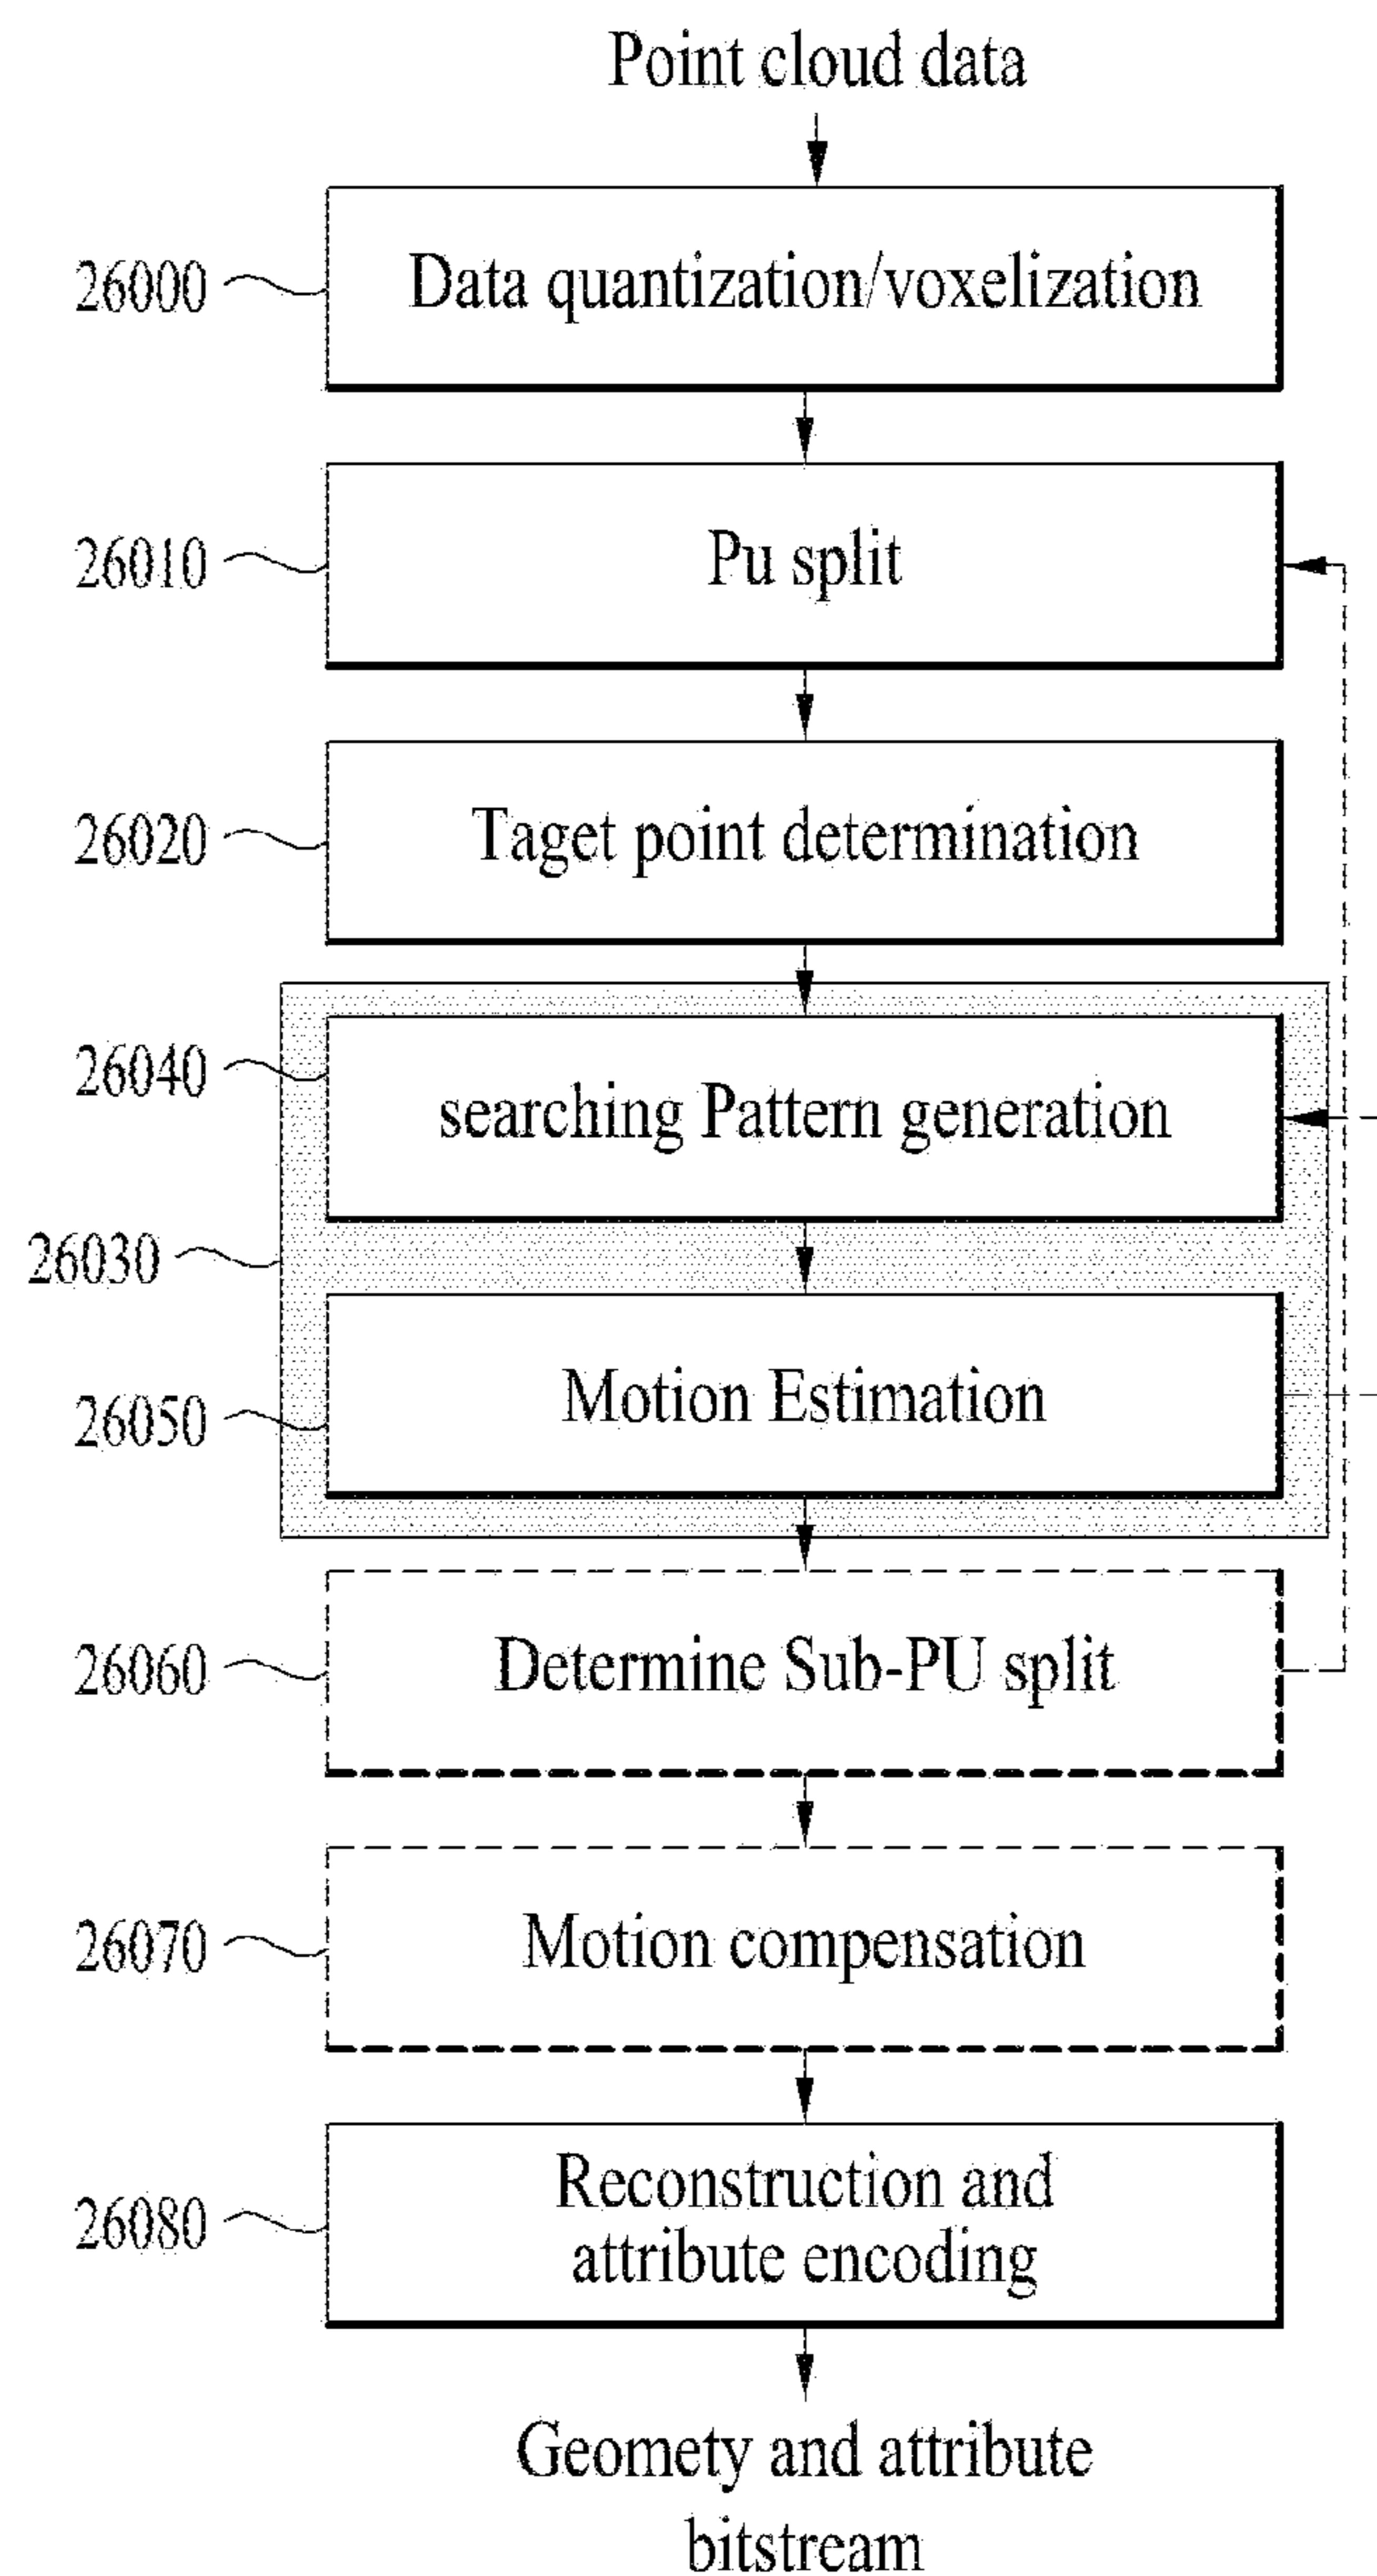 Point cloud data
26000
Data quantization/voxelization
26010
Pu split
26020
Taget point determination
26040
searching Pattern generation
26030
26050
Motion Estimation
26060
Determine Sub-PU split
26070
Motion compensation
26080
Reconstruction and
attribute encoding
Geomety and attribute
bitstream